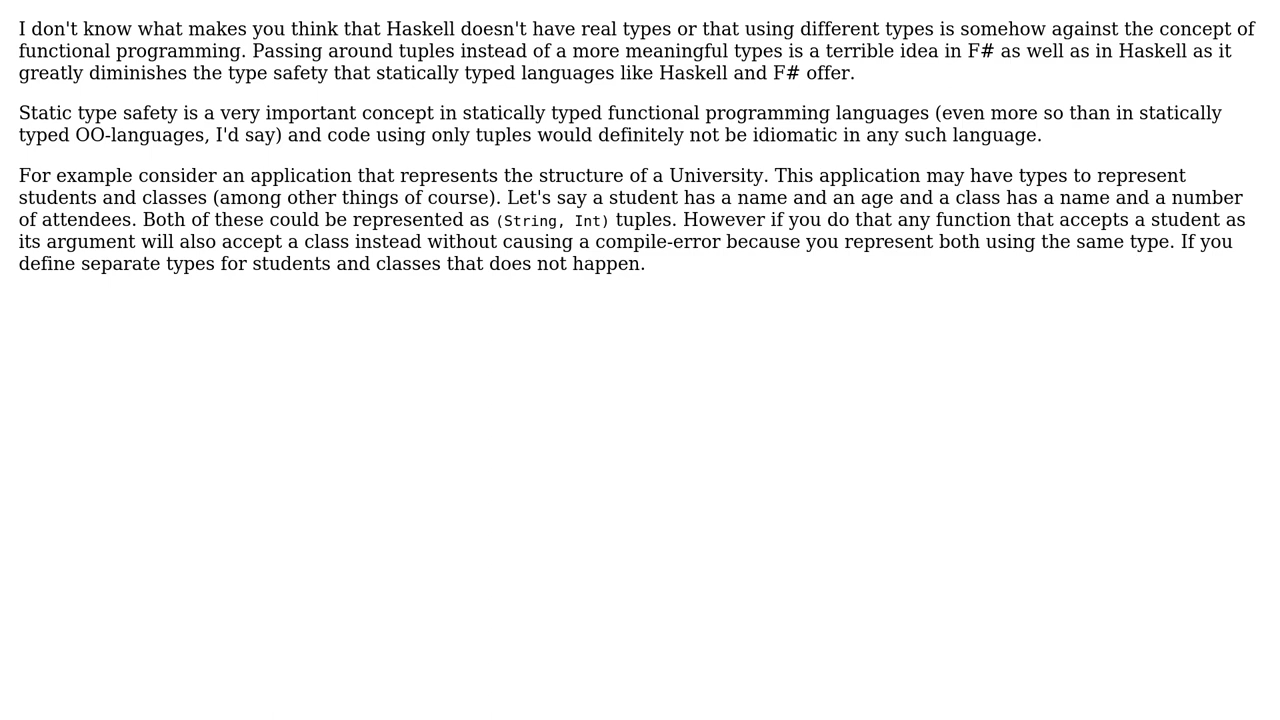 I don't know what makes you think that Haskell doesn't have real types or that using different types is somehow against the concept of
functional programming. Passing around tuples instead of a more meaningful types is a terrible idea in F# as well as in Haskell as it
greatly diminishes the type safety that statically typed languages like Haskell and F# offer.
Static type safety is a very important concept in statically typed functional programming languages (even more so than in statically
typed OO-languages, I'd say) and code using only tuples would definitely not be idiomatic in any such language.
For example consider an application that represents the structure of a University. This application may have types to represent
students and classes (among other things of course). Let's say a student has a name and an age and a class has a name and a number
of attendees. Both of these could be represented as (String, Int) tuples. However if you do that any function that accepts a student as
its argument will also accept a class instead without causing a compile-error because you represent both using the same type. If you
define separate types for students and classes that does not happen.